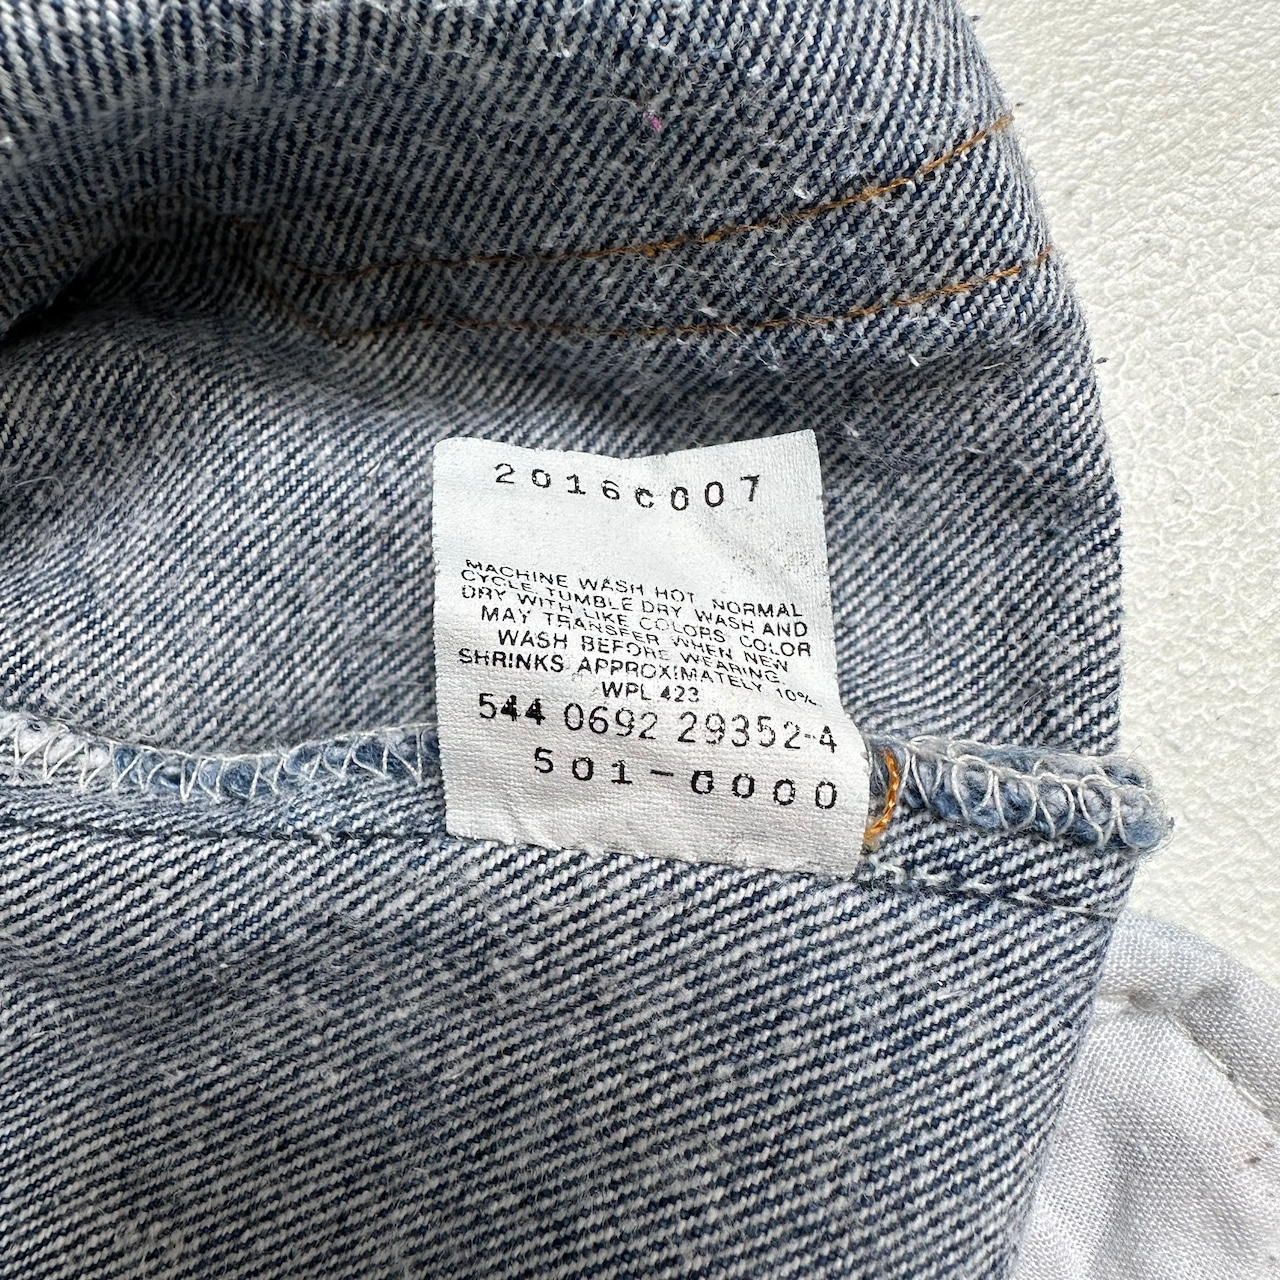 2016C007
MACHINE WASH HOT, NORMAL
CYCLE, TUMBLE DRY WASH AND
DRY WITH LIKE COLORS. COLOR
MAY TRANSFER WHEN NEW
WASH BEFORE WEARING.
SHRINKS APPROXIMATELY 10%
WPL 423
544 0692 29352-4
501-0000